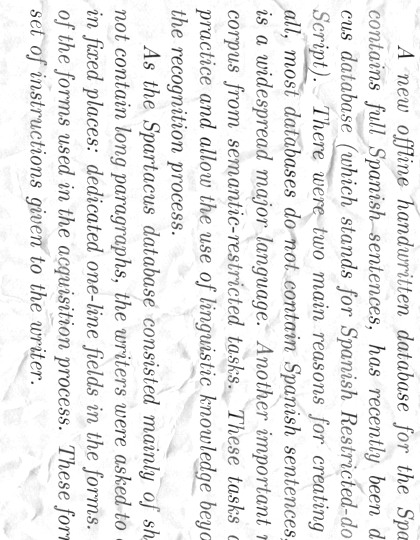 A new offline handwritten database for the Spa
contains full Spanish sentences, has recently been d
cus database (which stands for Spanish Restricted-do
Script). There were two main reasons for creating
all, most databases do not contain Spanish sentences,
is a widespread major language. Another important r
corpus from semantic-restricted tasks. These tasks c
practice and allow the use of linguistic knowledge beyo
the recognition process.
As the Spartacus database consisted mainly of sh
not contain long paragraphs, the writers were asked to c
in fixed places: dedicated one-line fields in the forms.
of the forms used in the acquisition process. These form
set of instructions given to the writer.